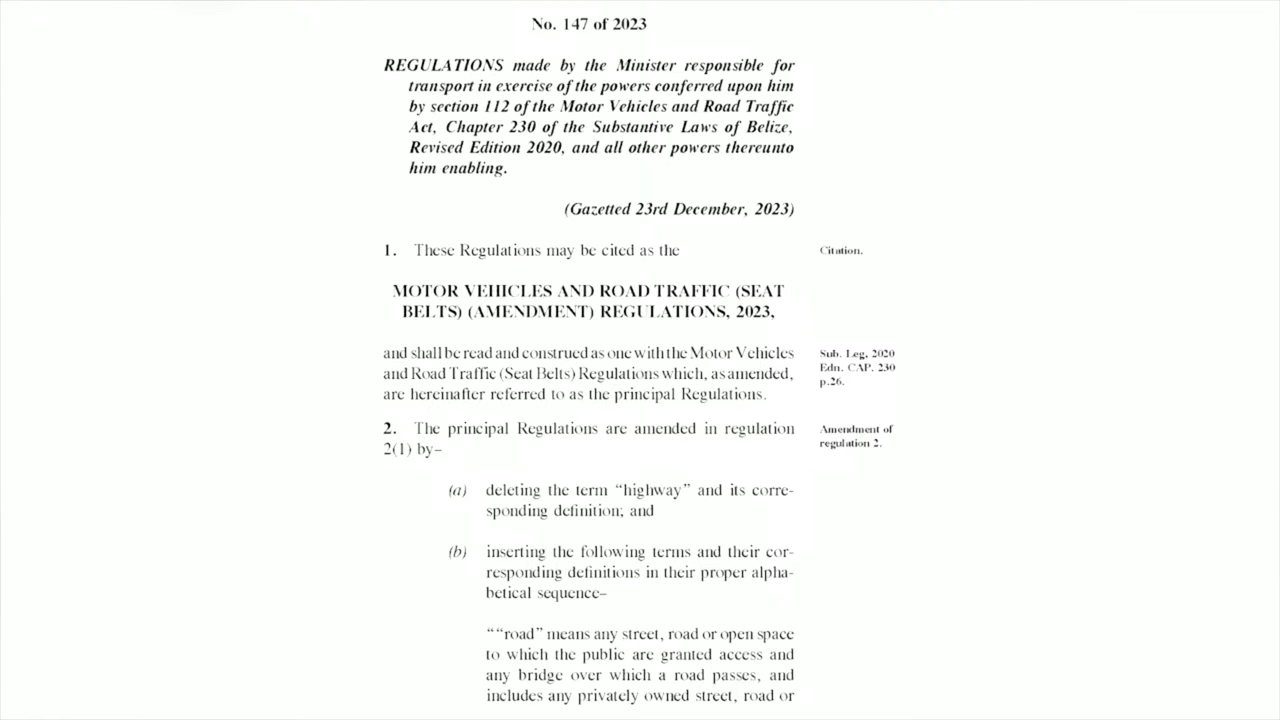 No. 147 of 2023
REGULATIONS made by the Minister responsible for
transport in exercise of the powers conferred upon him
by section 112 of the Motor Vehicles and Road Traffic
Act, Chapter 230 of the Substantive Laws of Belize,
Revised Edition 2020, and all other powers thereunto
him enabling.
(Gazetted 23rd December, 2023)
1. These Regulations may be cited as the
Citation.
MOTOR VEHICLES AND ROAD TRAFFIC (SEAT
BELTS) (AMENDMENT) REGULATIONS, 2023,
and shall be read and construed as one with the Motor Vehicles
and Road Traffic (Seat Belts) Regulations which, as amended,
are hereinafter referred to as the principal Regulations.
Sub. Leg. 2020
Edn. CAP. 230
p.26.
2. The principal Regulations are amended in regulation
2(1) by–
Amendment of
regulation 2.
(a) deleting the term “highway” and its corre-
sponding definition; and
(b) inserting the following terms and their cor-
responding definitions in their proper alpha-
betical sequence–
““road” means any street, road or open space
to which the public are granted access and
any bridge over which a road passes, and
includes any privately owned street, road or